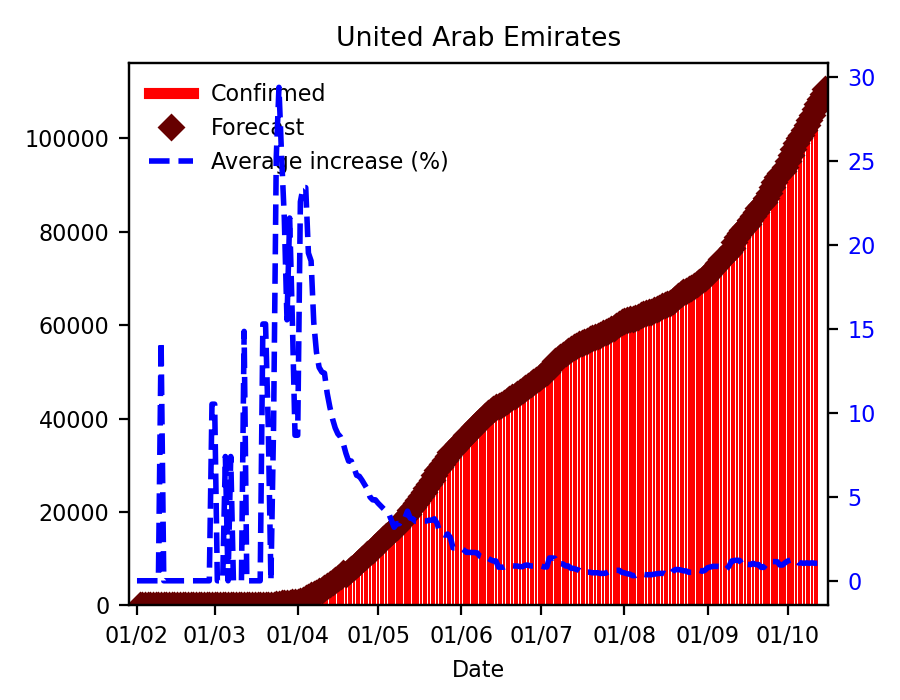 United Arab Emirates
Confirmed
Forecast
Average increase (%)
100000
80000
60000
40000
20000
0
30
25
20
15
10
5
0
01/02 01/03 01/04 01/05 01/06 01/07 01/08 01/09 01/10
Date